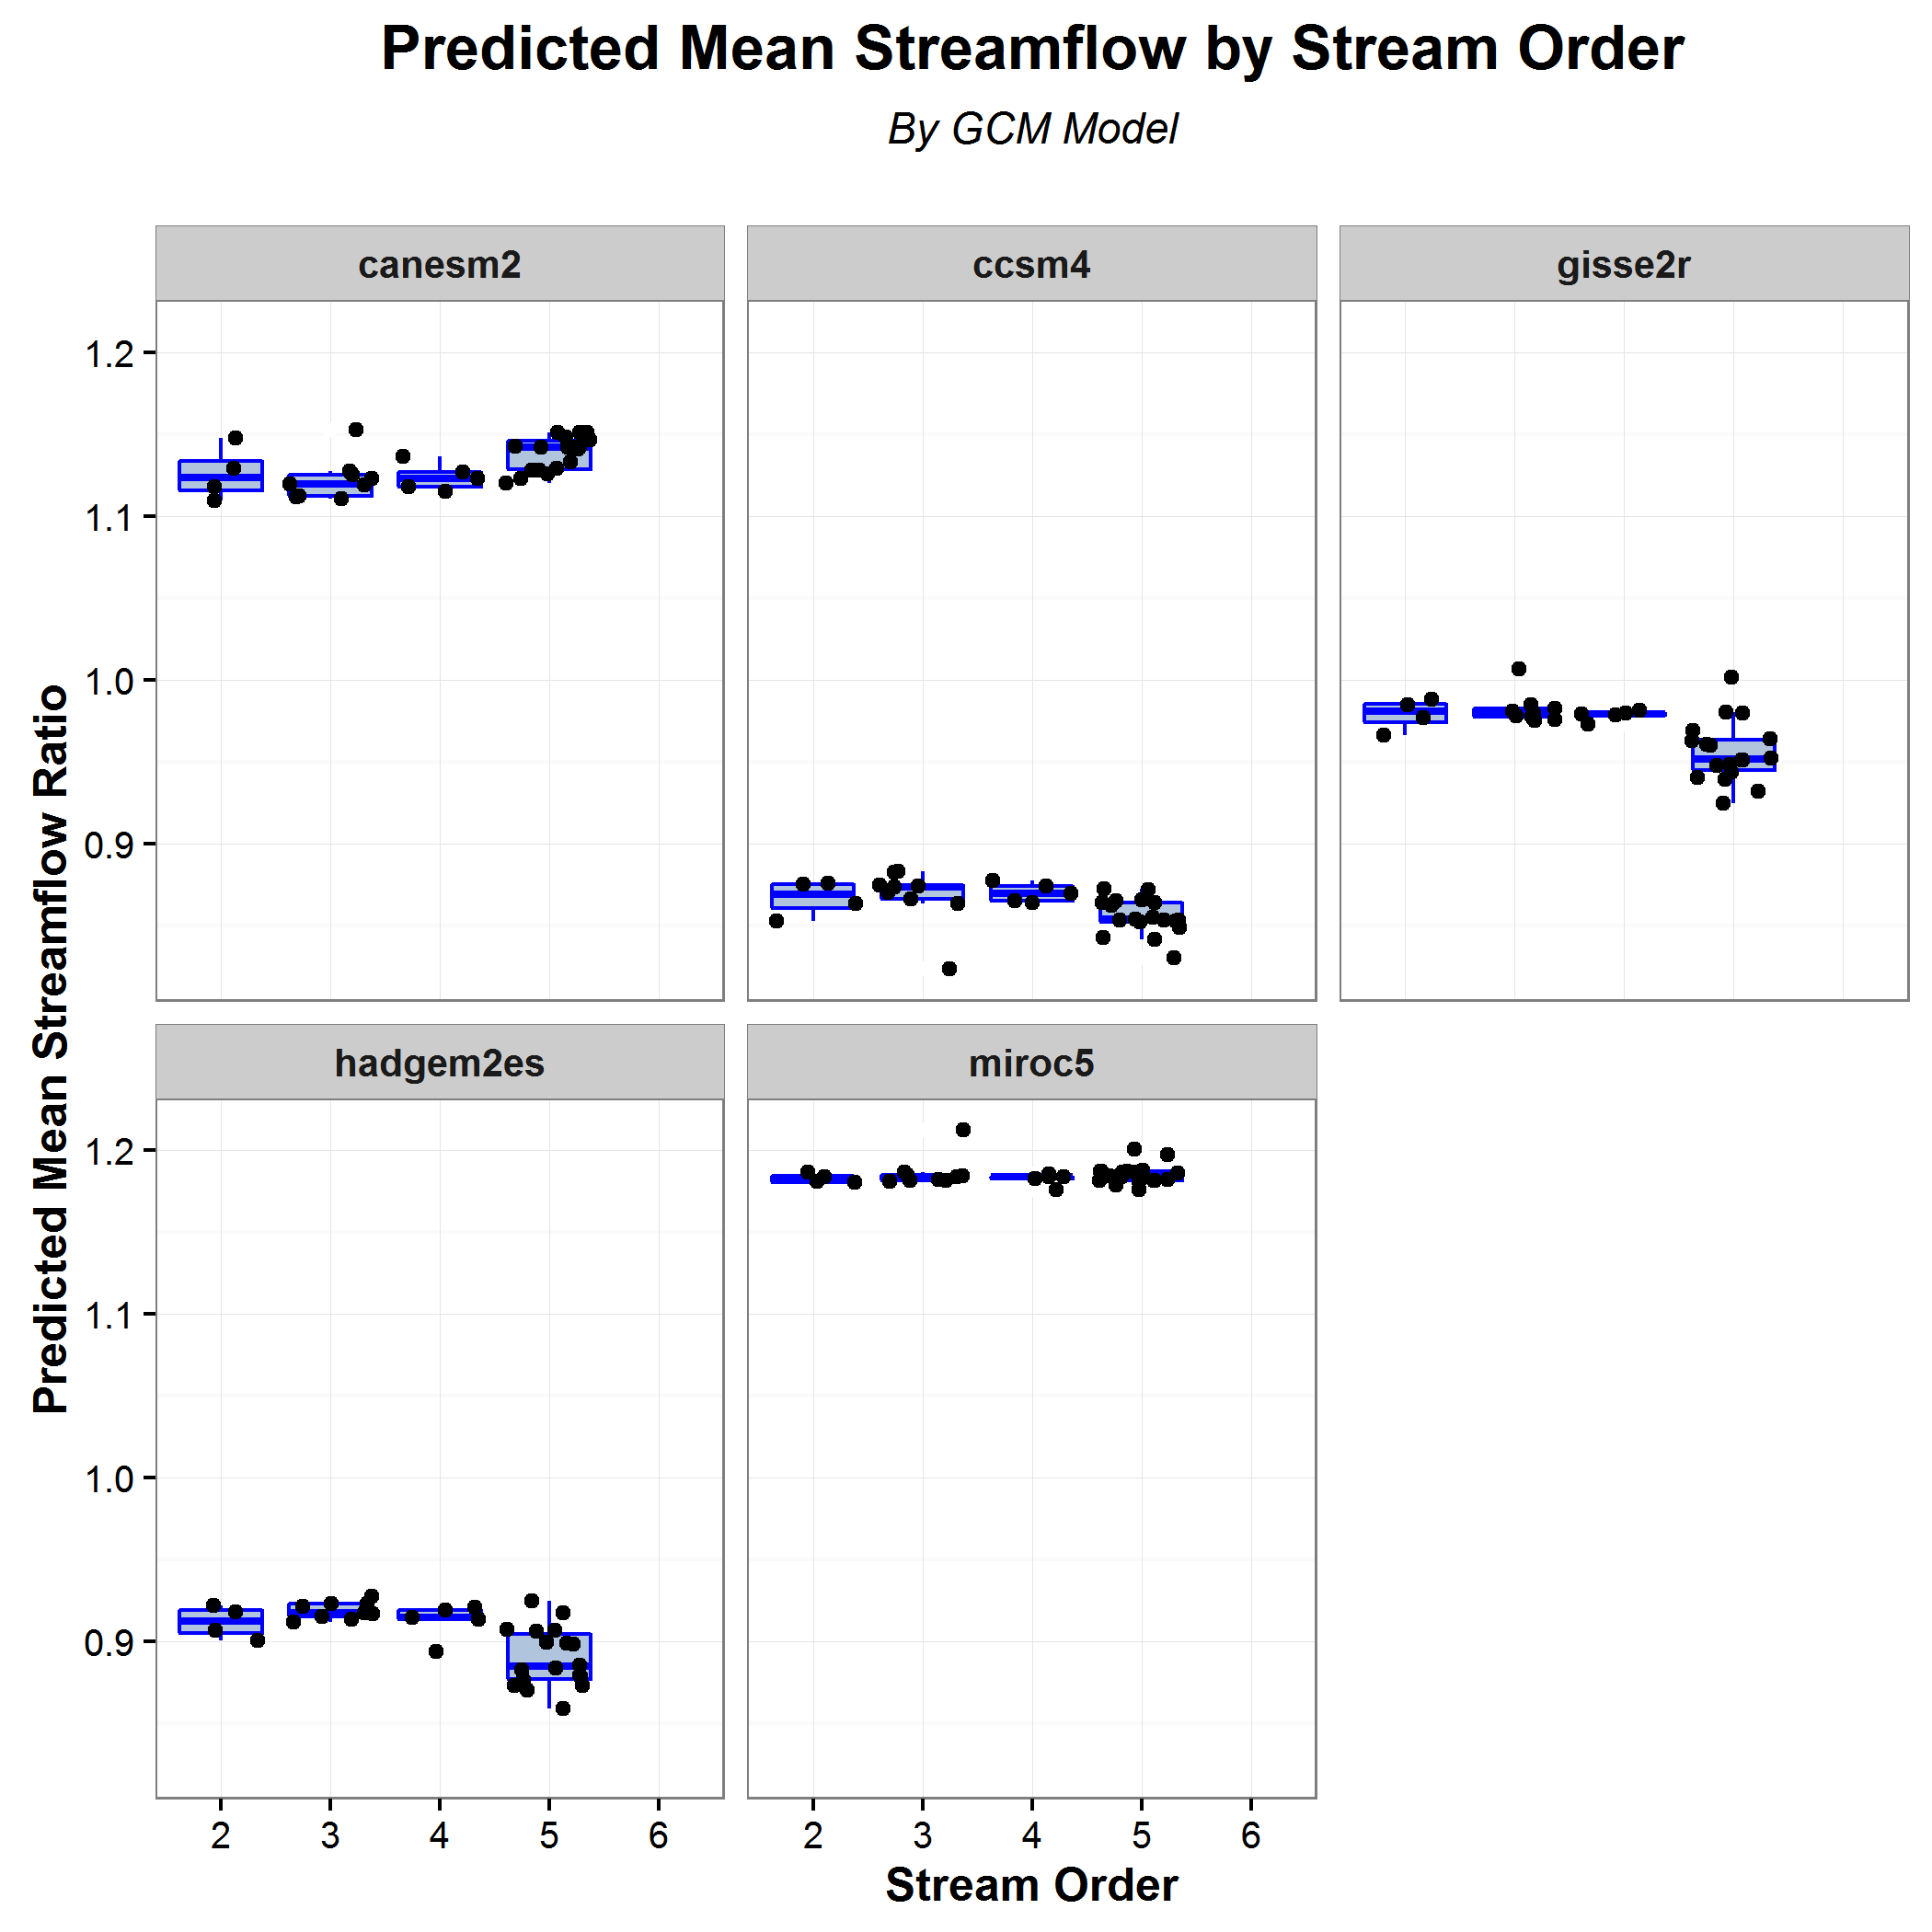 Predicted Mean Streamflow by Stream Order
By GCM Model
canesm2
ccsm4
gisse2r
1.2
1.1
1.0
0.9
Predicted Mean Streamflow Ratio
hadgem2es
miroc5
1.2
1.1
1.0
0.9
2 3 4 5 6
2 3 4 5 6
Stream Order